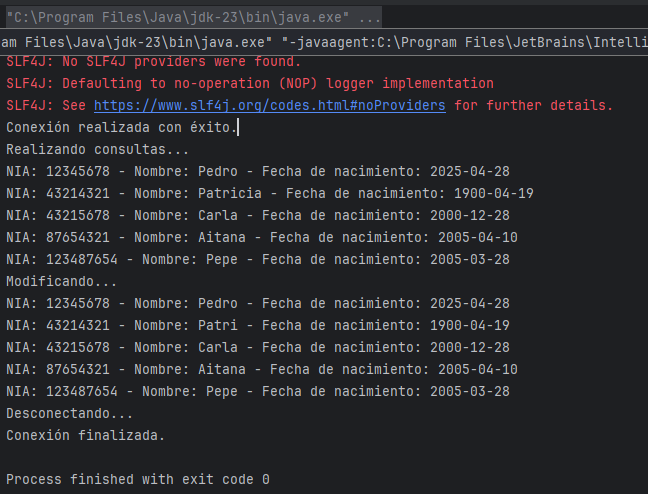 "C:\Program Files\Java\jdk-23\bin\java.exe" ...
am Files\Java\jdk-23\bin\java.exe" "-javaagent:C:\Program Files\JetBrains\Intelli
SLF4J: No SLF4J providers were found.
SLF4J: Defaulting to no-operation (NOP) logger implementation
SLF4J: See https://www.slf4j.org/codes.html#noProviders for further details.
Conexión realizada con éxito.
Realizando consultas...
NIA: 12345678 - Nombre: Pedro - Fecha de nacimiento: 2025-04-28
NIA: 43214321 - Nombre: Patricia - Fecha de nacimiento: 1900-04-19
NIA: 43215678 - Nombre: Carla - Fecha de nacimiento: 2000-12-28
NIA: 87654321 - Nombre: Aitana - Fecha de nacimiento: 2005-04-10
NIA: 123487654 - Nombre: Pepe - Fecha de nacimiento: 2005-03-28
Modificando...
NIA: 12345678 - Nombre: Pedro - Fecha de nacimiento: 2025-04-28
NIA: 43214321 - Nombre: Patri - Fecha de nacimiento: 1900-04-19
NIA: 43215678 - Nombre: Carla - Fecha de nacimiento: 2000-12-28
NIA: 87654321 - Nombre: Aitana - Fecha de nacimiento: 2005-04-10
NIA: 123487654 - Nombre: Pepe - Fecha de nacimiento: 2005-03-28
Desconectando...
Conexión finalizada.
Process finished with exit code 0